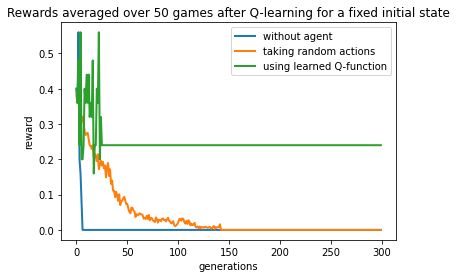 Rewards averaged over 50 games after Q-learning for a fixed initial state
without agent
taking random actions
using learned Q-function
reward
0.5
0.4
0.3
0.2
0.1
0.0
0
50
100
150
200
250
300
generations